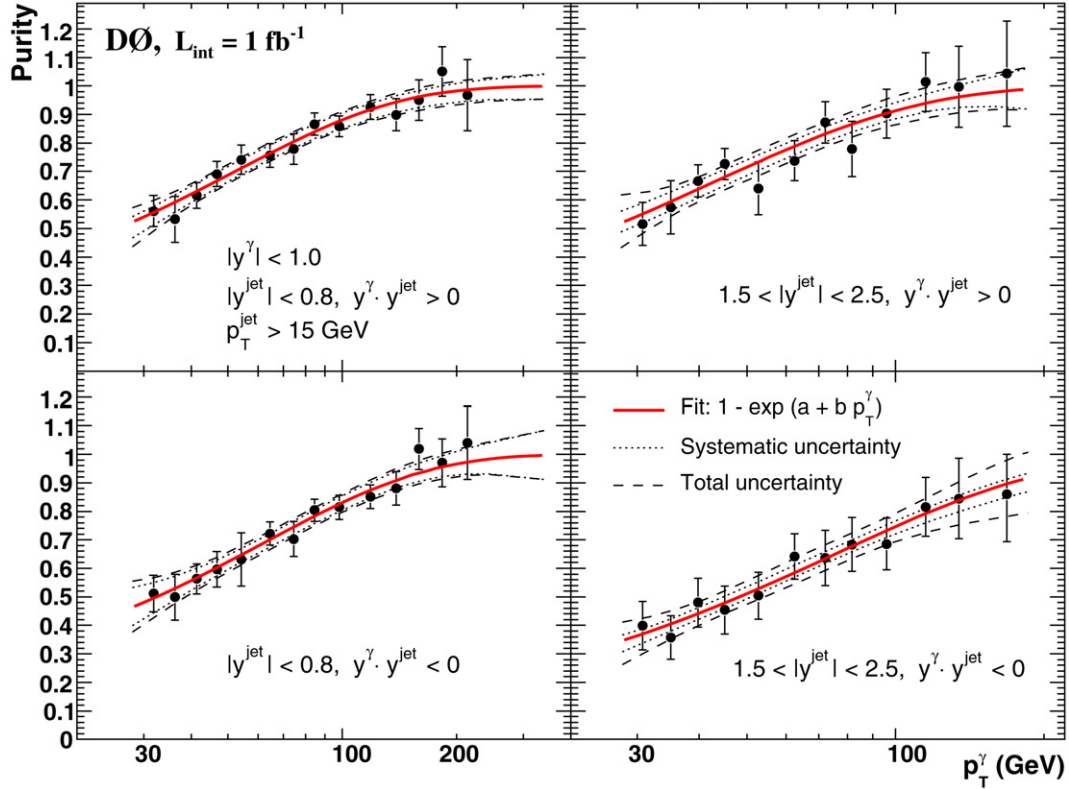 Purity
DØ, L_int = 1 fb^-1
1.2
1.1
1
0.9
0.8
0.7
0.6
0.5
0.4
0.3
0.2
0.1
|y^γ| < 1.0
|y^jet| < 0.8, y^γ · y^jet > 0
p_T^jet > 15 GeV
1.5 < |y^jet| < 2.5, y^γ · y^jet > 0
1.2
1.1
1
0.9
0.8
0.7
0.6
0.5
0.4
0.3
0.2
0.1
0
Fit: 1 - exp (a + b p_T^γ)
Systematic uncertainty
Total uncertainty
|y^jet| < 0.8, y^γ · y^jet < 0
1.5 < |y^jet| < 2.5, y^γ · y^jet < 0
30 100 200 30 100
p_T^γ (GeV)